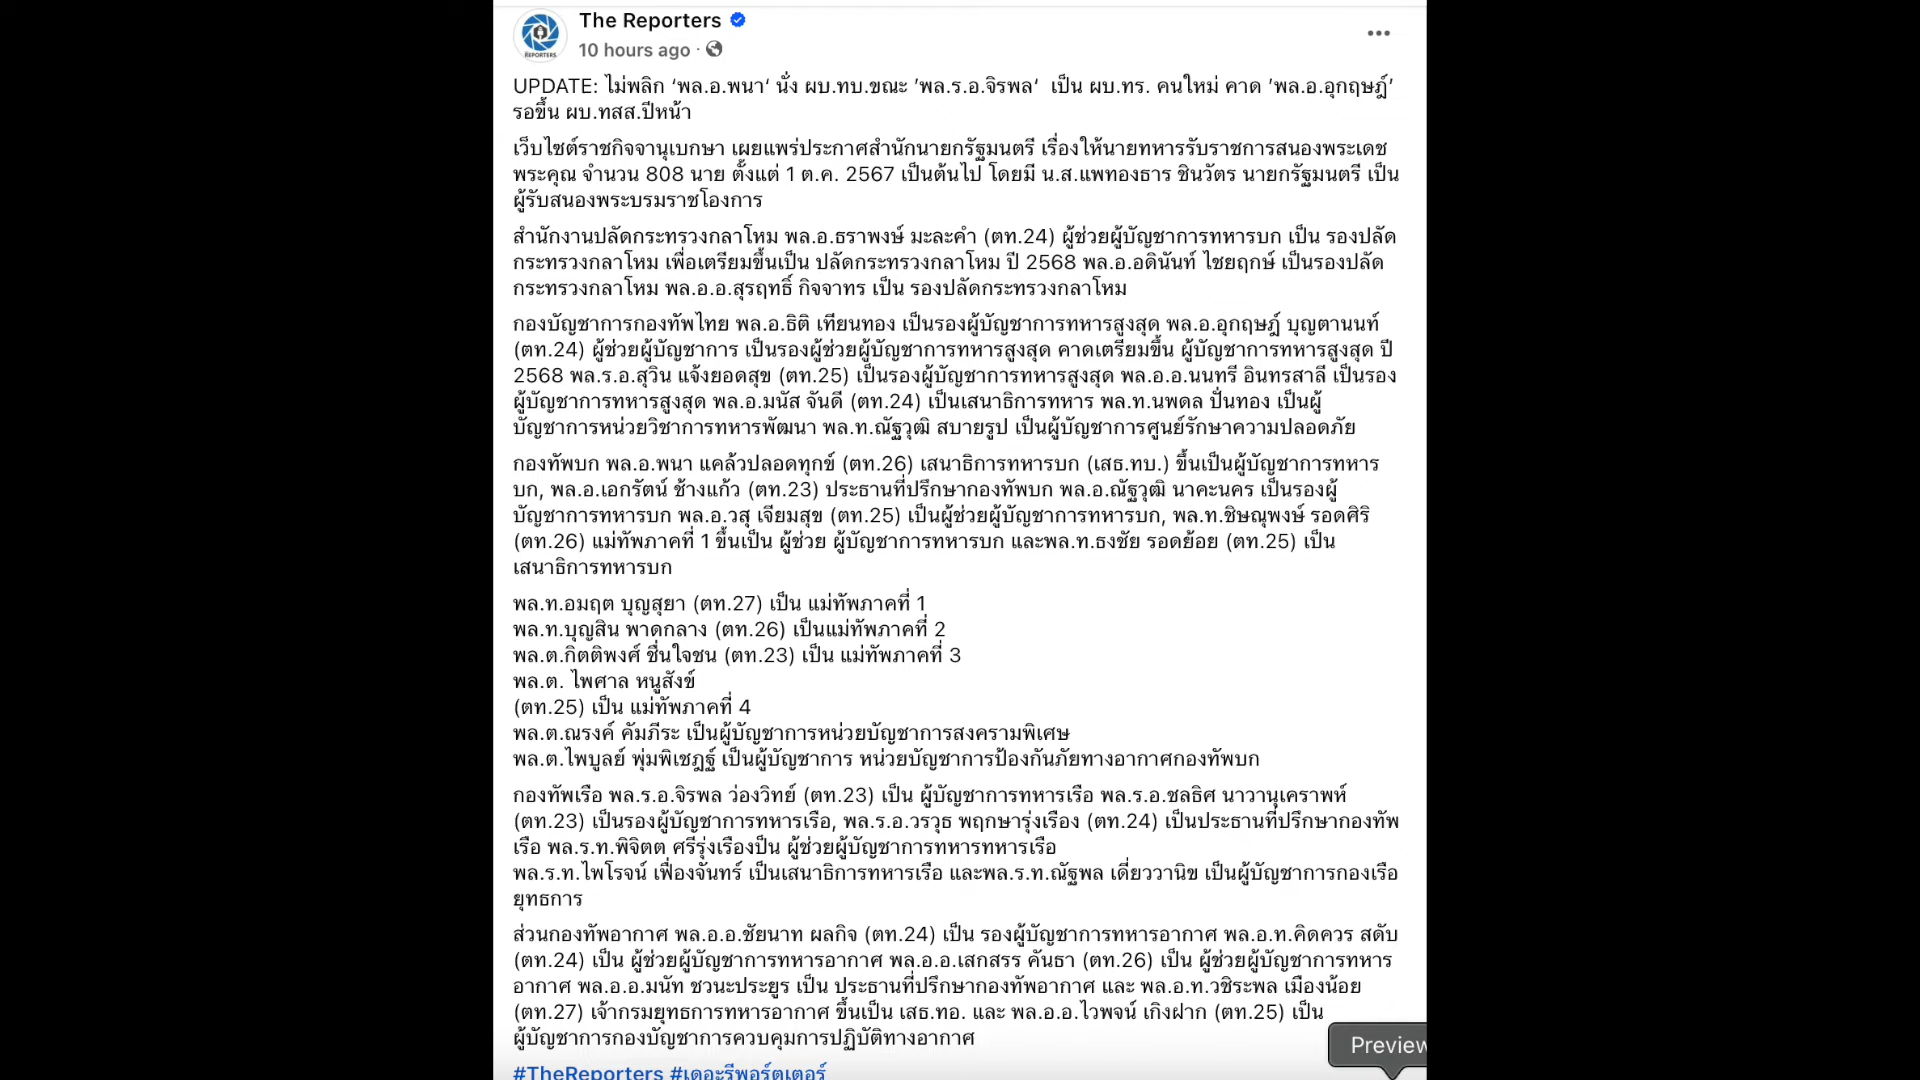 The Reporters
REPORTERS
10 hours ago ·
UPDATE: ไม่พลิก ‘พล.อ.พนา‘ นั่ง ผบ.ทบ.ขณะ ’พล.ร.อ.จิรพล‘ เป็น ผบ.ทร. คนใหม่ คาด ’พล.อ.อุกฤษฎ์’
รอขึ้น ผบ.ทสส.ปีหน้า
เว็บไซต์ราชกิจจานุเบกษา เผยแพร่ประกาศสำนักนายกรัฐมนตรี เรื่องให้นายทหารรับราชการสนองพระเดช
พระคุณ จำนวน 808 นาย ตั้งแต่ 1 ต.ค. 2567 เป็นต้นไป โดยมี น.ส.แพทองธาร ชินวัตร นายกรัฐมนตรี เป็น
ผู้รับสนองพระบรมราชโองการ
สำนักงานปลัดกระทรวงกลาโหม พล.อ.ธราพงษ์ มะละคำ (ตท.24) ผู้ช่วยผู้บัญชาการทหารบก เป็น รองปลัด
กระทรวงกลาโหม เพื่อเตรียมขึ้นเป็น ปลัดกระทรวงกลาโหม ปี 2568 พล.อ.อดินันท์ ไชยฤกษ์ เป็นรองปลัด
กระทรวงกลาโหม พล.อ.อ.สุรฤทธิ์ กิจจาทร เป็น รองปลัดกระทรวงกลาโหม
กองบัญชาการกองทัพไทย พล.อ.ธิติ เทียนทอง เป็นรองผู้บัญชาการทหารสูงสุด พล.อ.อุกฤษฎ์ บุญตานนท์
(ตท.24) ผู้ช่วยผู้บัญชาการ เป็นรองผู้ช่วยผู้บัญชาการทหารสูงสุด คาดเตรียมขึ้น ผู้บัญชาการทหารสูงสุด ปี
2568 พล.ร.อ.สุวิน แจ้งยอดสุข (ตท.25) เป็นรองผู้บัญชาการทหารสูงสุด พล.อ.อ.นนทรี อินทรสาลี เป็นรอง
ผู้บัญชาการทหารสูงสุด พล.อ.มนัส จันดี (ตท.24) เป็นเสนาธิการทหาร พล.ท.นพดล ปั่นทอง เป็นผู้
บัญชาการหน่วยวิชาการทหารพัฒนา พล.ท.ณัฐวุฒิ สบายรูป เป็นผู้บัญชาการศูนย์รักษาความปลอดภัย
กองทัพบก พล.อ.พนา แคล้วปลอดทุกข์ (ตท.26) เสนาธิการทหารบก (เสธ.ทบ.) ขึ้นเป็นผู้บัญชาการทหาร
บก, พล.อ.เอกรัตน์ ช้างแก้ว (ตท.23) ประธานที่ปรึกษากองทัพบก พล.อ.ณัฐวุฒิ นาคะนคร เป็นรองผู้
บัญชาการทหารบก พล.อ.วสุ เจียมสุข (ตท.25) เป็นผู้ช่วยผู้บัญชาการทหารบก, พล.ท.ชิษณุพงษ์ รอดศิริ
(ตท.26) แม่ทัพภาคที่ 1 ขึ้นเป็น ผู้ช่วย ผู้บัญชาการทหารบก และพล.ท.ธงชัย รอดย้อย (ตท.25) เป็น
เสนาธิการทหารบก
พล.ท.อมฤต บุญสุยา (ตท.27) เป็น แม่ทัพภาคที่ 1
พล.ท.บุญสิน พาดกลาง (ตท.26) เป็นแม่ทัพภาคที่ 2
พล.ต.กิตติพงศ์ ชื่นใจชน (ตท.23) เป็น แม่ทัพภาคที่ 3
พล.ต. ไพศาล หนูสังข์
(ตท.25) เป็น แม่ทัพภาคที่ 4
พล.ต.ณรงค์ คัมภีระ เป็นผู้บัญชาการหน่วยบัญชาการสงครามพิเศษ
พล.ต.ไพบูลย์ พุ่มพิเชฎฐ์ เป็นผู้บัญชาการ หน่วยบัญชาการป้องกันภัยทางอากาศกองทัพบก
กองทัพเรือ พล.ร.อ.จิรพล ว่องวิทย์ (ตท.23) เป็น ผู้บัญชาการทหารเรือ พล.ร.อ.ชลธิศ นาวานุเคราพห์
(ตท.23) เป็นรองผู้บัญชาการทหารเรือ, พล.ร.อ.วรวุธ พฤกษารุ่งเรือง (ตท.24) เป็นประธานที่ปรึกษากองทัพ
เรือ พล.ร.ท.พิจิตต ศรีรุ่งเรืองป็น ผู้ช่วยผู้บัญชาการทหารทหารเรือ
พล.ร.ท.ไพโรจน์ เฟื่องจันทร์ เป็นเสนาธิการทหารเรือ และพล.ร.ท.ณัฐพล เดี่ยววานิข เป็นผู้บัญชาการกองเรือ
ยุทธการ
ส่วนกองทัพอากาศ พล.อ.อ.ชัยนาท ผลกิจ (ตท.24) เป็น รองผู้บัญชาการทหารอากาศ พล.อ.ท.คิดควร สดับ
(ตท.24) เป็น ผู้ช่วยผู้บัญชาการทหารอากาศ พล.อ.อ.เสกสรร คันธา (ตท.26) เป็น ผู้ช่วยผู้บัญชาการทหาร
อากาศ พล.อ.อ.มนัท ชวนะประยูร เป็น ประธานที่ปรึกษากองทัพอากาศ และ พล.อ.ท.วชิระพล เมืองน้อย
(ตท.27) เจ้ากรมยุทธการทหารอากาศ ขึ้นเป็น เสธ.ทอ. และ พล.อ.อ.ไวพจน์ เกิงฝาก (ตท.25) เป็น
ผู้บัญชาการกองบัญชาการควบคุมการปฏิบัติทางอากาศ
Preview
#TheReporters #เดอะรีพอร์ตเตอร์